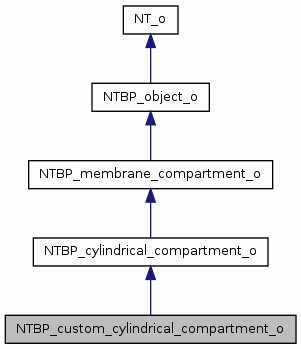 NT_o
NTBP_object_o
NTBP_membrane_compartment_o
NTBP_cylindrical_compartment_o
NTBP_custom_cylindrical_compartment_o